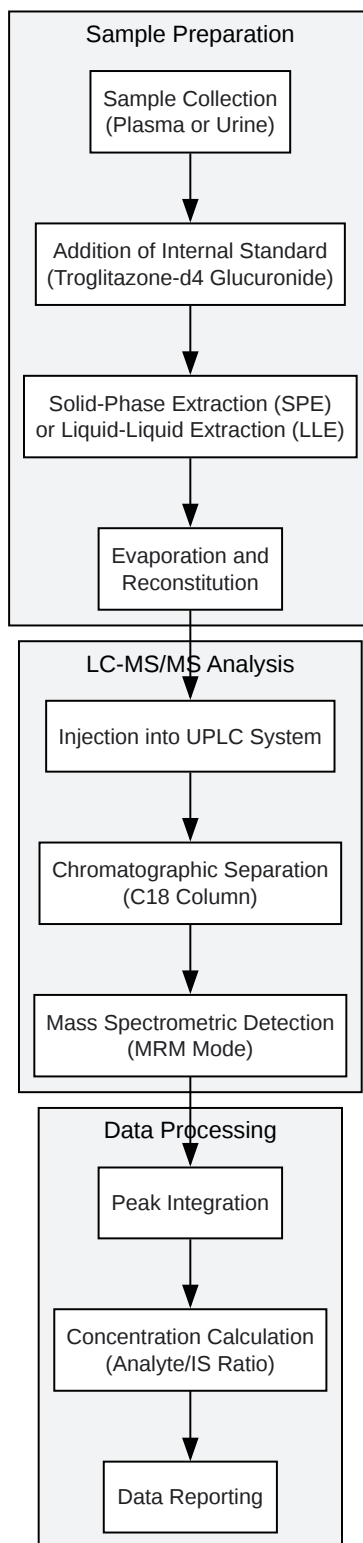 Sample Preparation
Sample Collection
(Plasma or Urine)
Addition of Internal Standard
(Troglitazone-d4 Glucuronide)
Solid-Phase Extraction (SPE)
or Liquid-Liquid Extraction (LLE)
Evaporation and
Reconstitution
LC-MS/MS Analysis
Injection into UPLC System
Chromatographic Separation
(C18 Column)
Mass Spectrometric Detection
(MRM Mode)
Data Processing
Peak Integration
Concentration Calculation
(Analyte/IS Ratio)
Data Reporting